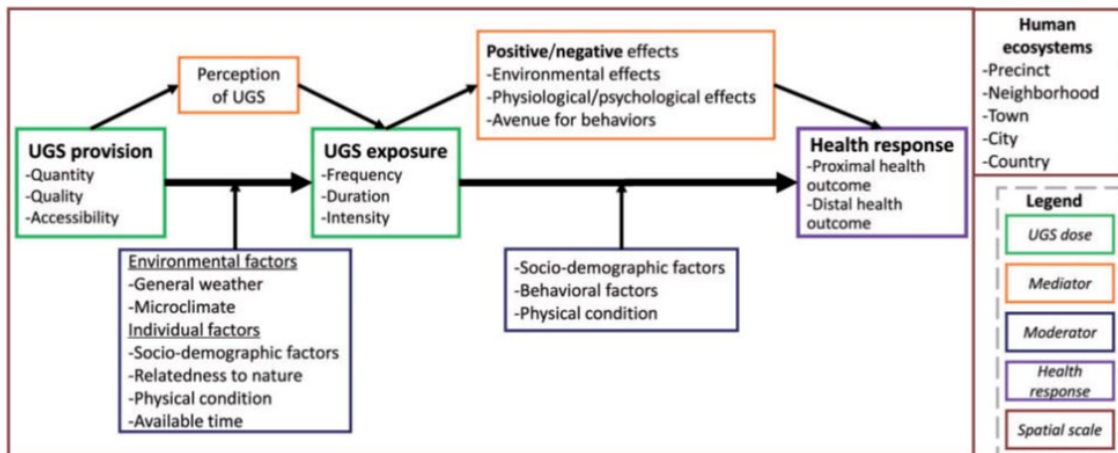 Perception
of UGS
Positive/negative effects
-Environmental effects
-Physiological/psychological effects
-Avenue for behaviors
UGS provision
-Quantity
-Quality
-Accessibility
UGS exposure
-Frequency
-Duration
-Intensity
Health response
-Proximal health
outcome
-Distal health
outcome
Environmental factors
-General weather
-Microclimate
Individual factors
-Socio-demographic factors
-Relatedness to nature
-Physical condition
-Available time
-Socio-demographic factors
-Behavioral factors
-Physical condition
Human
ecosystems
-Precinct
-Neighborhood
-Town
-City
-Country
Legend
UGS dose
Mediator
Moderator
Health
response
Spatial scale